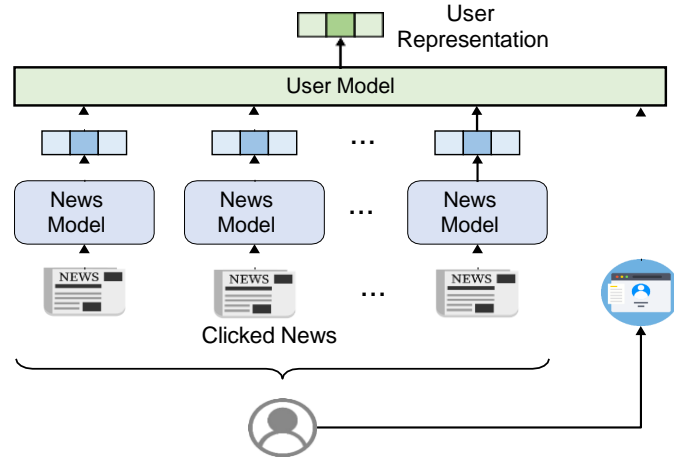 User
Representation
User Model
...
News
Model
News
Model
...
News
Model
NEWS
NEWS
...
NEWS
Clicked News